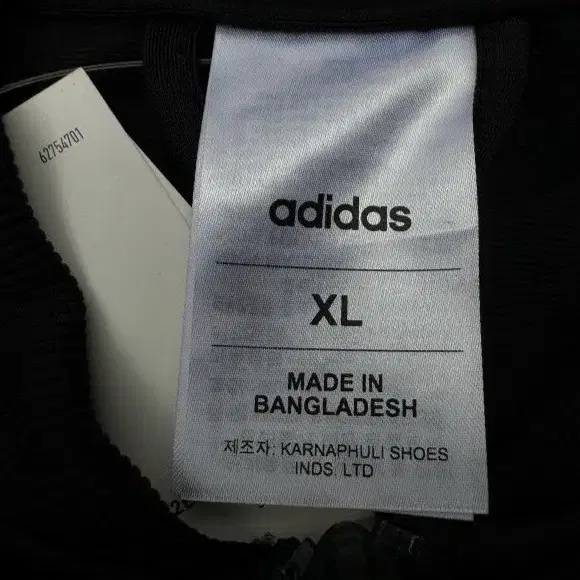 62754701
adidas
XL
MADE IN
BANGLADESH
제조자: KARNAPHULI SHOES
INDS. LTD